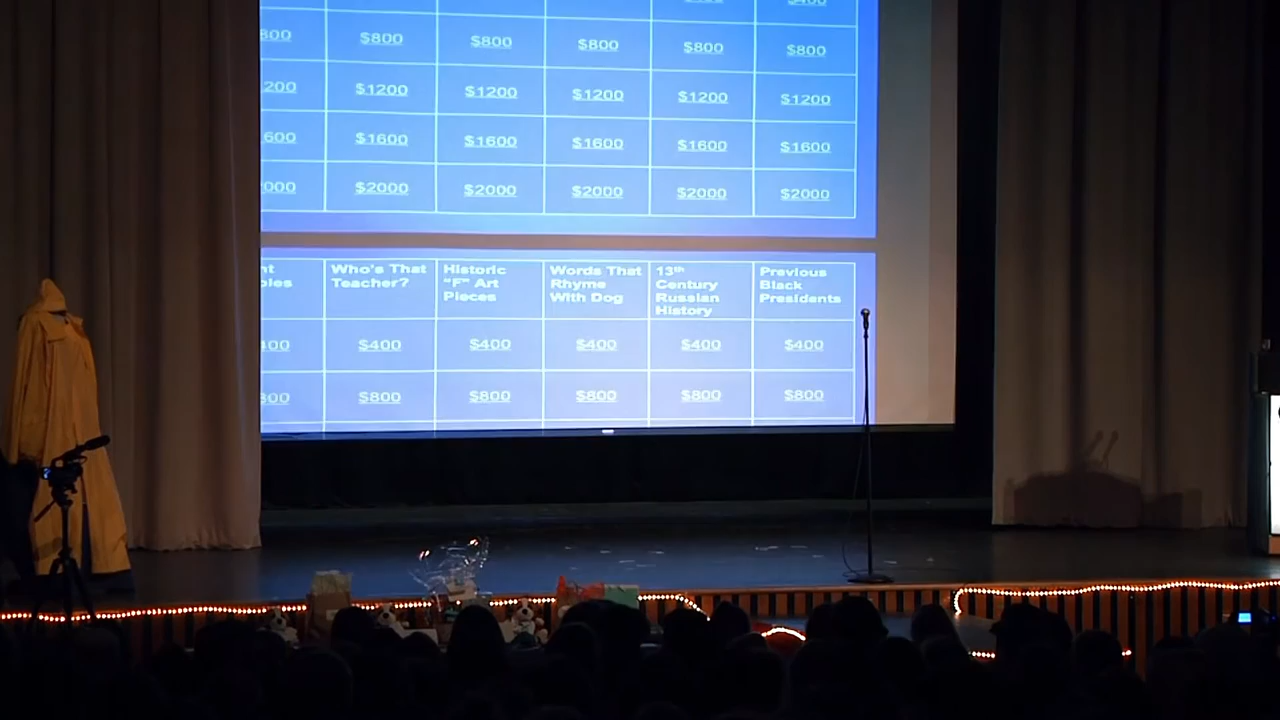 $800 $800 $800 $800 $800
$1200 $1200 $1200 $1200 $1200
$1600 $1600 $1600 $1600 $1600
$2000 $2000 $2000 $2000 $2000
Who's That Teacher?
Historic "F" Art Pieces
Words That Rhyme With Dog
13th Century Russian History
Previous Black Presidents
$400 $400 $400 $400 $400
$800 $800 $800 $800 $800